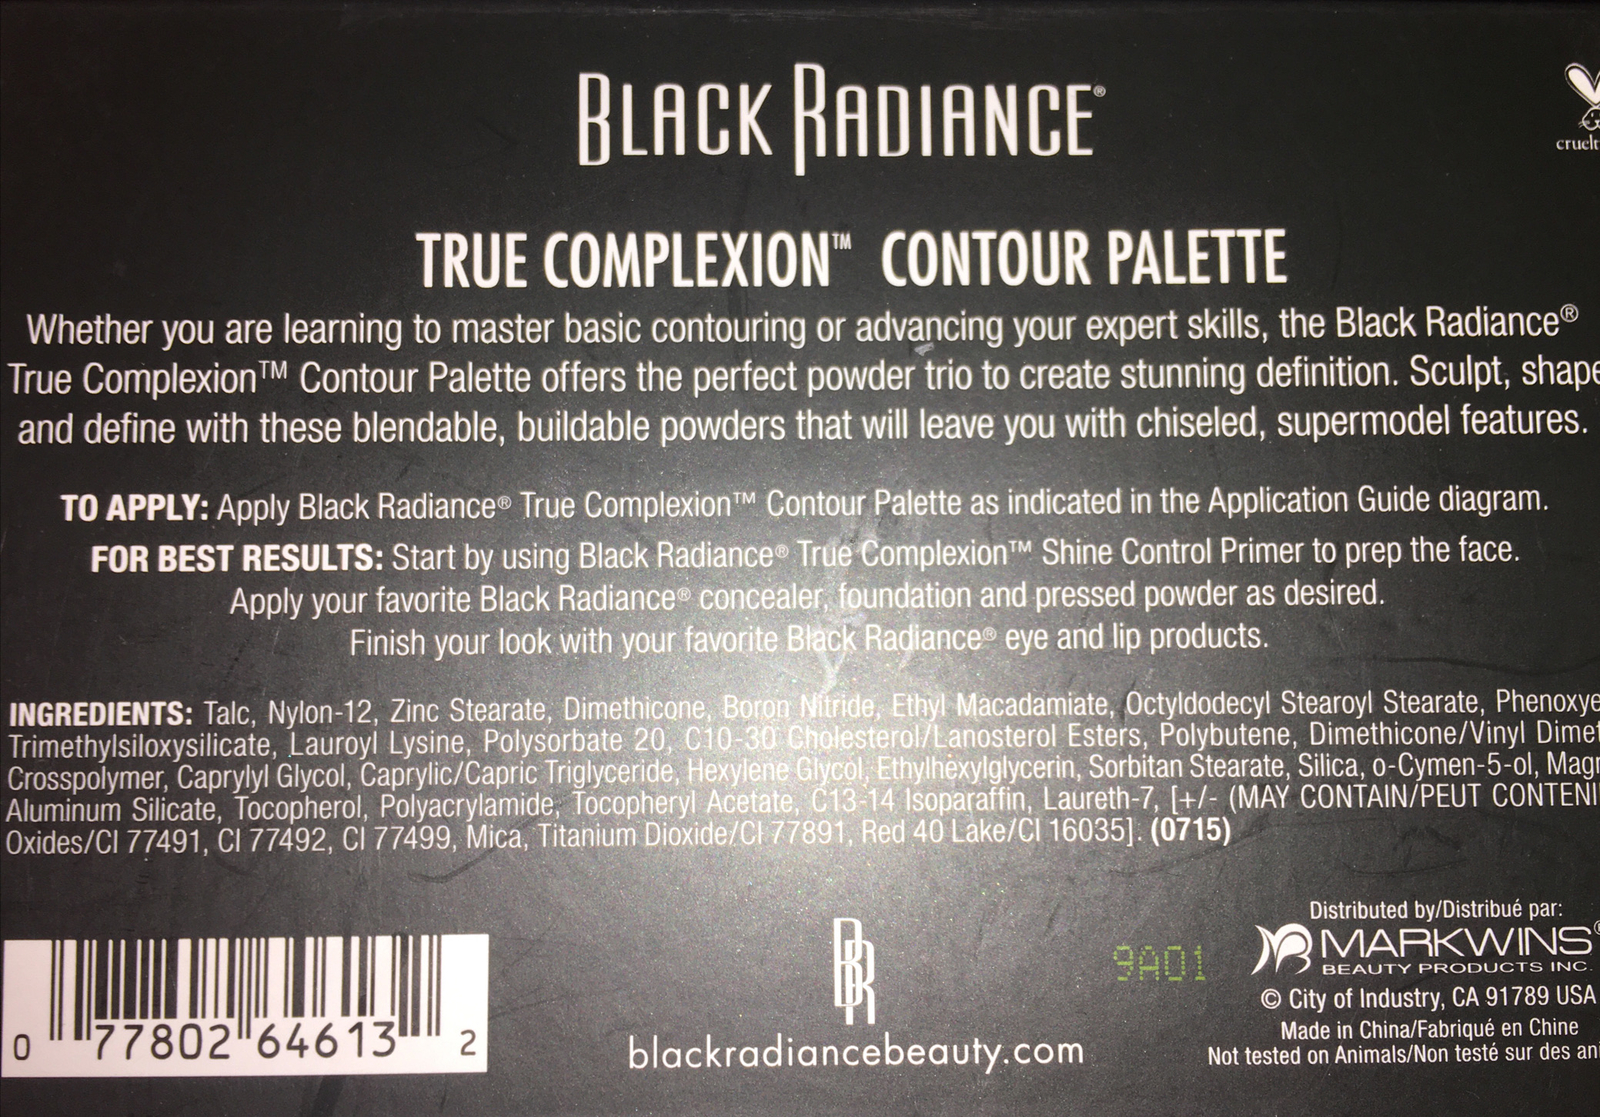 BLACK RADIANCE®
cruelt
TRUE COMPLEXION™ CONTOUR PALETTE
Whether you are learning to master basic contouring or advancing your expert skills, the Black Radiance®
True Complexion™ Contour Palette offers the perfect powder trio to create stunning definition. Sculpt, shape
and define with these blendable, buildable powders that will leave you with chiseled, supermodel features.
TO APPLY: Apply Black Radiance® True Complexion™ Contour Palette as indicated in the Application Guide diagram.
FOR BEST RESULTS: Start by using Black Radiance® True Complexion™ Shine Control Primer to prep the face.
Apply your favorite Black Radiance® concealer, foundation and pressed powder as desired.
Finish your look with your favorite Black Radiance® eye and lip products.
INGREDIENTS: Talc, Nylon-12, Zinc Stearate, Dimethicone, Boron Nitride, Ethyl Macadamiate, Octyldodecyl Stearoyl Stearate, Phenoxye
Trimethylsiloxysilicate, Lauroyl Lysine, Polysorbate 20, C10-30 Cholesterol/Lanosterol Esters, Polybutene, Dimethicone/Vinyl Dimet
Crosspolymer, Caprylyl Glycol, Caprylic/Capric Triglyceride, Hexylene Glycol, Ethylhexylglycerin, Sorbitan Stearate, Silica, o-Cymen-5-ol, Magn
Aluminum Silicate, Tocopherol, Polyacrylamide, Tocopheryl Acetate, C13-14 Isoparaffin, Laureth-7, [+/- (MAY CONTAIN/PEUT CONTENI
Oxides/CI 77491, CI 77492, CI 77499, Mica, Titanium Dioxide/CI 77891, Red 40 Lake/CI 16035]. (0715)
0 77802 64613 2
BR
blackradiancebeauty.com
9A01
Distributed by/Distribué par:
MARKWINS®
BEAUTY PRODUCTS INC.
© City of Industry, CA 91789 USA
Made in China/Fabriqué en Chine
Not tested on Animals/Non testé sur des ani